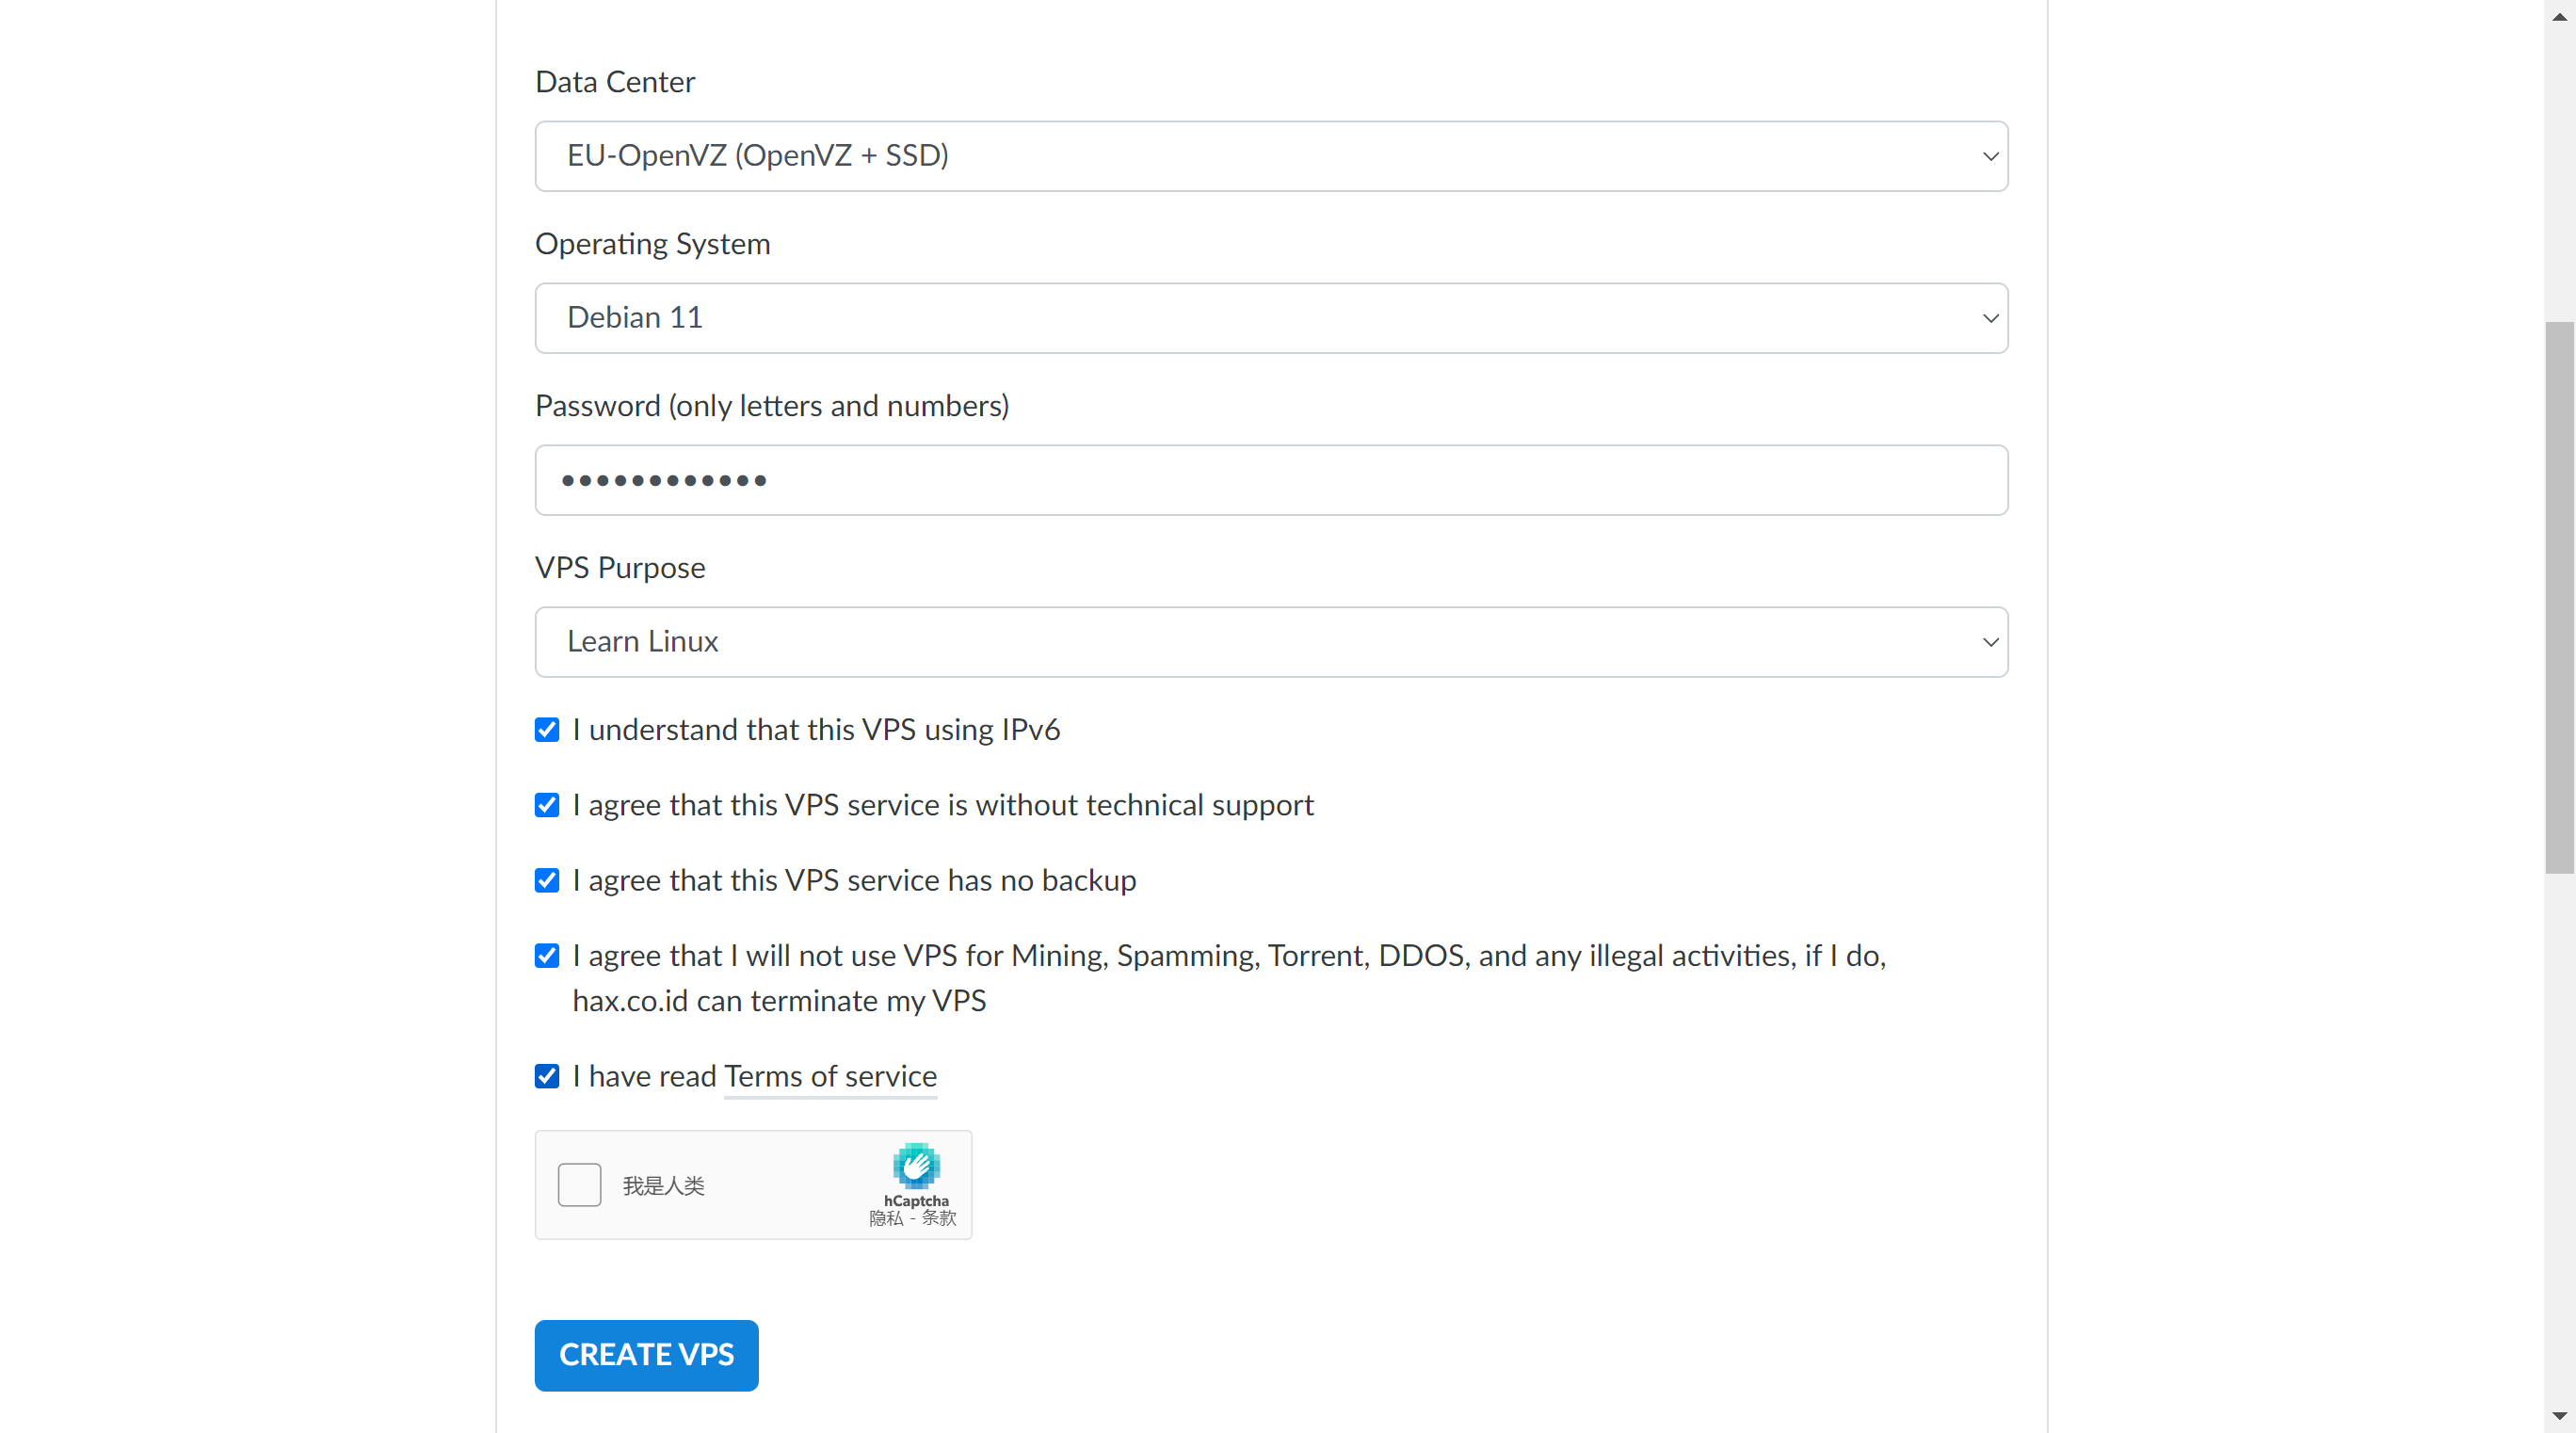 Data Center
EU-OpenVZ (OpenVZ + SSD)
Operating System
Debian 11
Password (only letters and numbers)
••••••••••••
VPS Purpose
Learn Linux
I understand that this VPS using IPv6
I agree that this VPS service is without technical support
I agree that this VPS service has no backup
I agree that I will not use VPS for Mining, Spamming, Torrent, DDOS, and any illegal activities, if I do,
hax.co.id can terminate my VPS
I have read Terms of service
我是人类
hCaptcha
隐私 - 条款
CREATE VPS